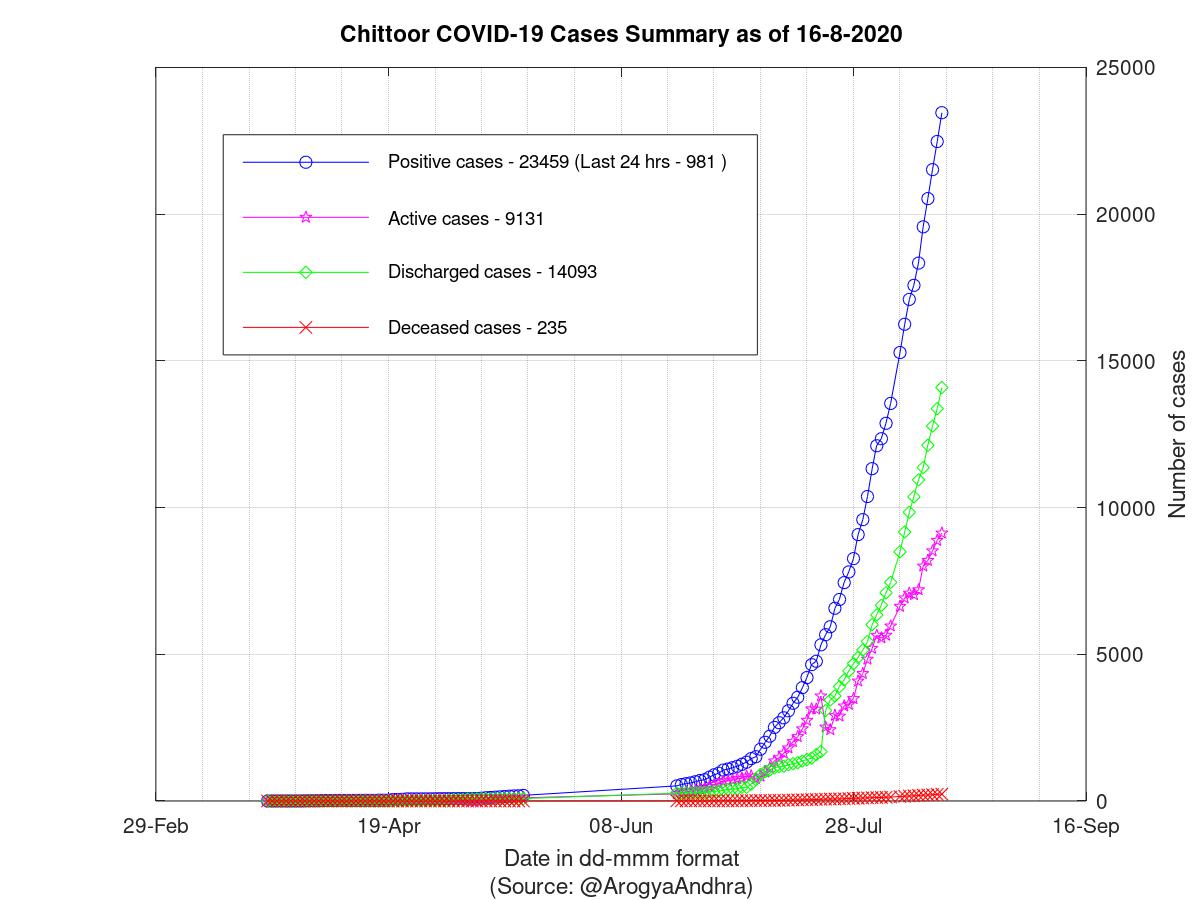 Chittoor COVID-19 Cases Summary as of 16-8-2020
25000
Positive cases - 23459 (Last 24 hrs - 981 )
20000
Active cases - 9131
Discharged cases - 14093
Deceased cases - 235
15000
Number of cases
10000
5000
0
29-Feb 19-Apr 08-Jun 28-Jul 16-Sep
Date in dd-mmm format
(Source: @ArogyaAndhra)